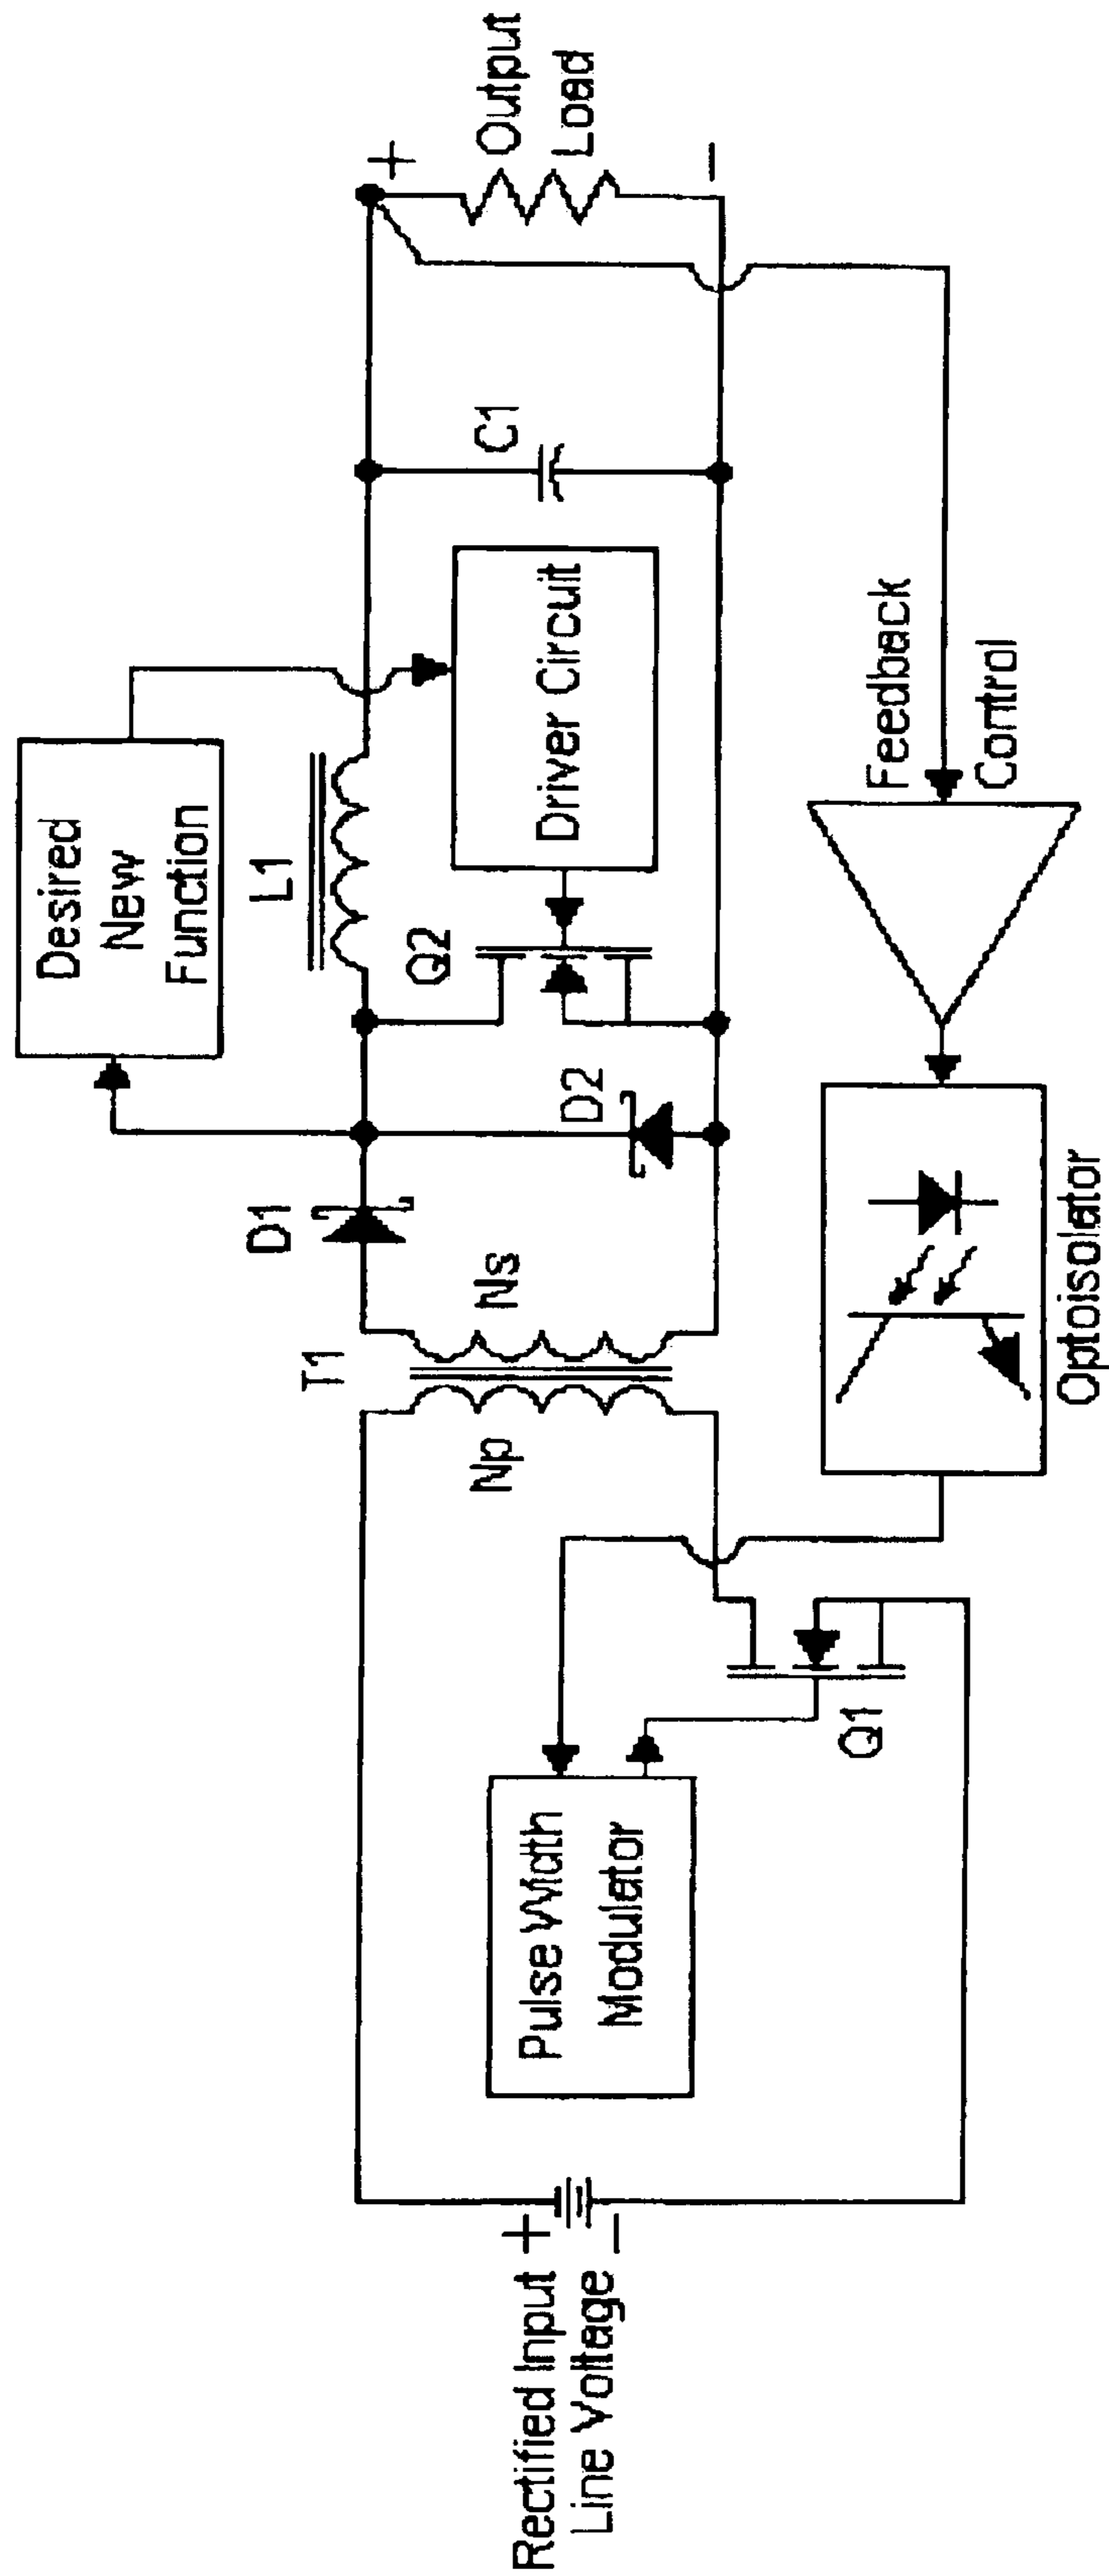 Desired
New
Function
T1
D1
L1
Np
Ns
D2
Q2
Driver Circuit
C1
+
Output
Load
-
Rectified Input
Line Voltage
+
-
Pulse Width
Modulator
Q1
Optoisolator
Feedback
Control